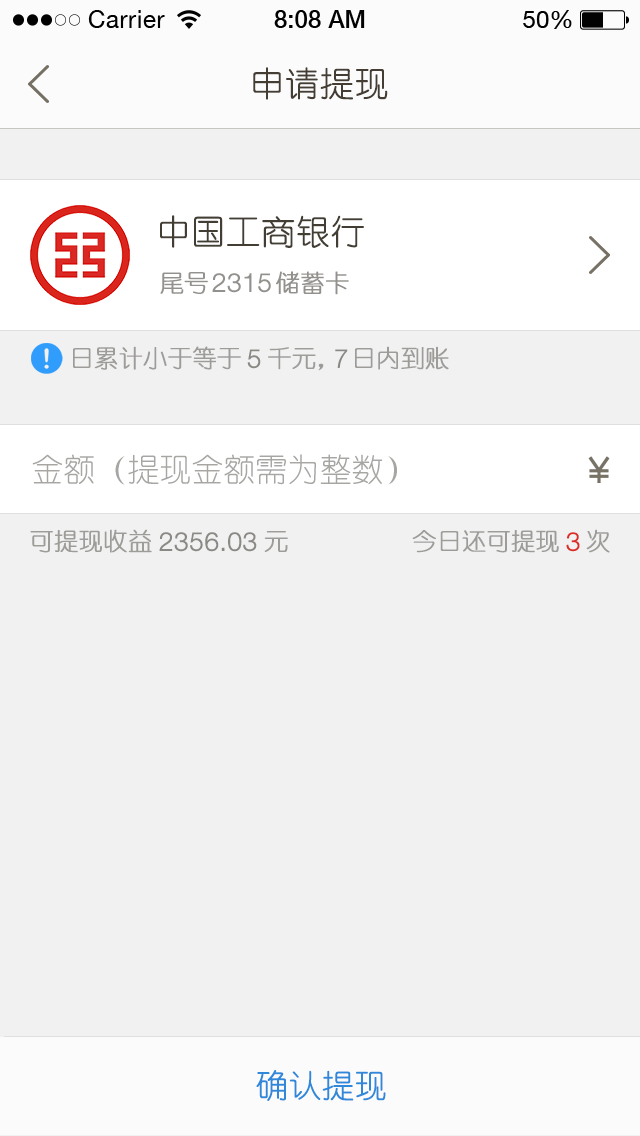 Carrier 8:08 AM 50%
申请提现
中国工商银行
尾号2315储蓄卡
日累计小于等于5千元，7日内到账
金额（提现金额需为整数） ¥
可提现收益 2356.03 元 今日还可提现 3 次
确认提现